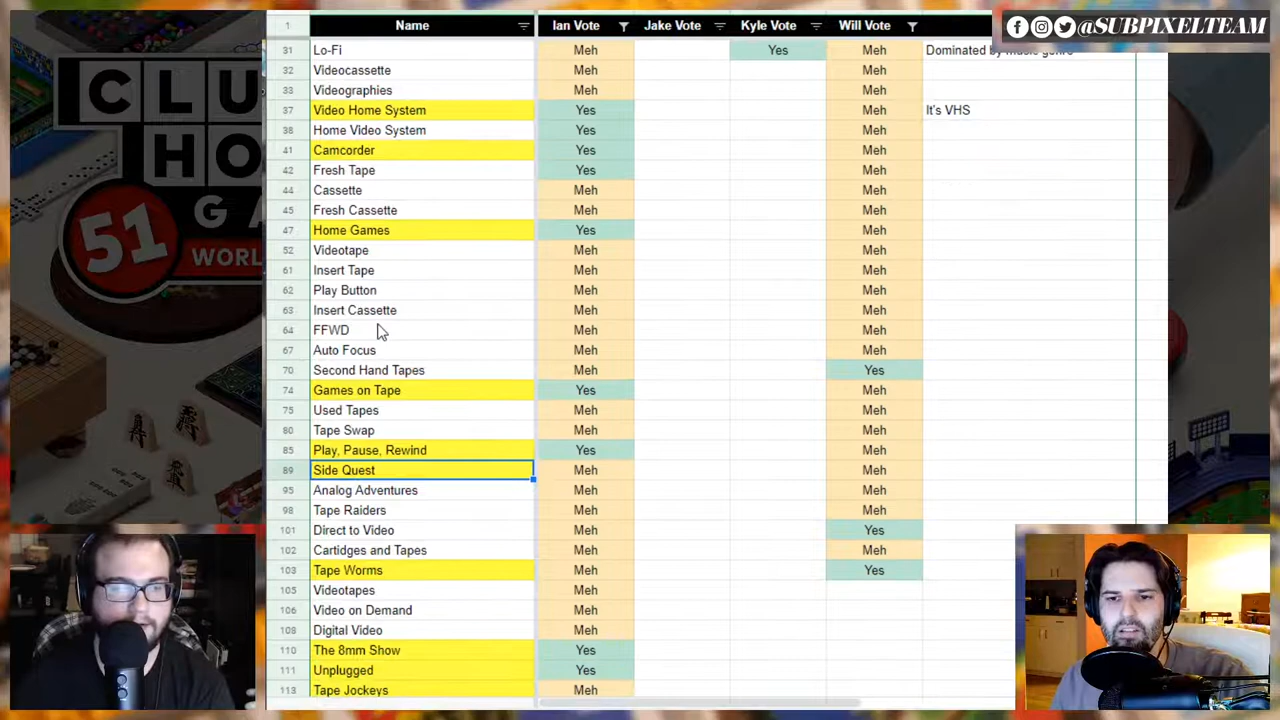 1 Name Ian Vote Jake Vote Kyle Vote Will Vote
@SUBPIXELTEAM
31 Lo-Fi Meh Yes Meh Dominated by music genre
32 Videocassette Meh Meh
33 Videographies Meh Meh
37 Video Home System Yes Meh It's VHS
38 Home Video System Yes Meh
41 Camcorder Yes Meh
42 Fresh Tape Yes Meh
44 Cassette Meh Meh
45 Fresh Cassette Meh Meh
47 Home Games Yes Meh
52 Videotape Meh Meh
61 Insert Tape Meh Meh
62 Play Button Meh Meh
63 Insert Cassette Meh Meh
64 FFWD Meh Meh
67 Auto Focus Meh Meh
70 Second Hand Tapes Meh Yes
74 Games on Tape Yes Meh
75 Used Tapes Meh Meh
80 Tape Swap Meh Meh
85 Play, Pause, Rewind Yes Meh
89 Side Quest Meh Meh
95 Analog Adventures Meh Meh
98 Tape Raiders Meh Meh
101 Direct to Video Meh Yes
102 Cartidges and Tapes Meh Meh
103 Tape Worms Meh Yes
105 Videotapes Meh
106 Video on Demand Meh
108 Digital Video Meh
110 The 8mm Show Yes
111 Unplugged Yes
113 Tape Jockeys Meh
CLU
HO
GA
51
WORL